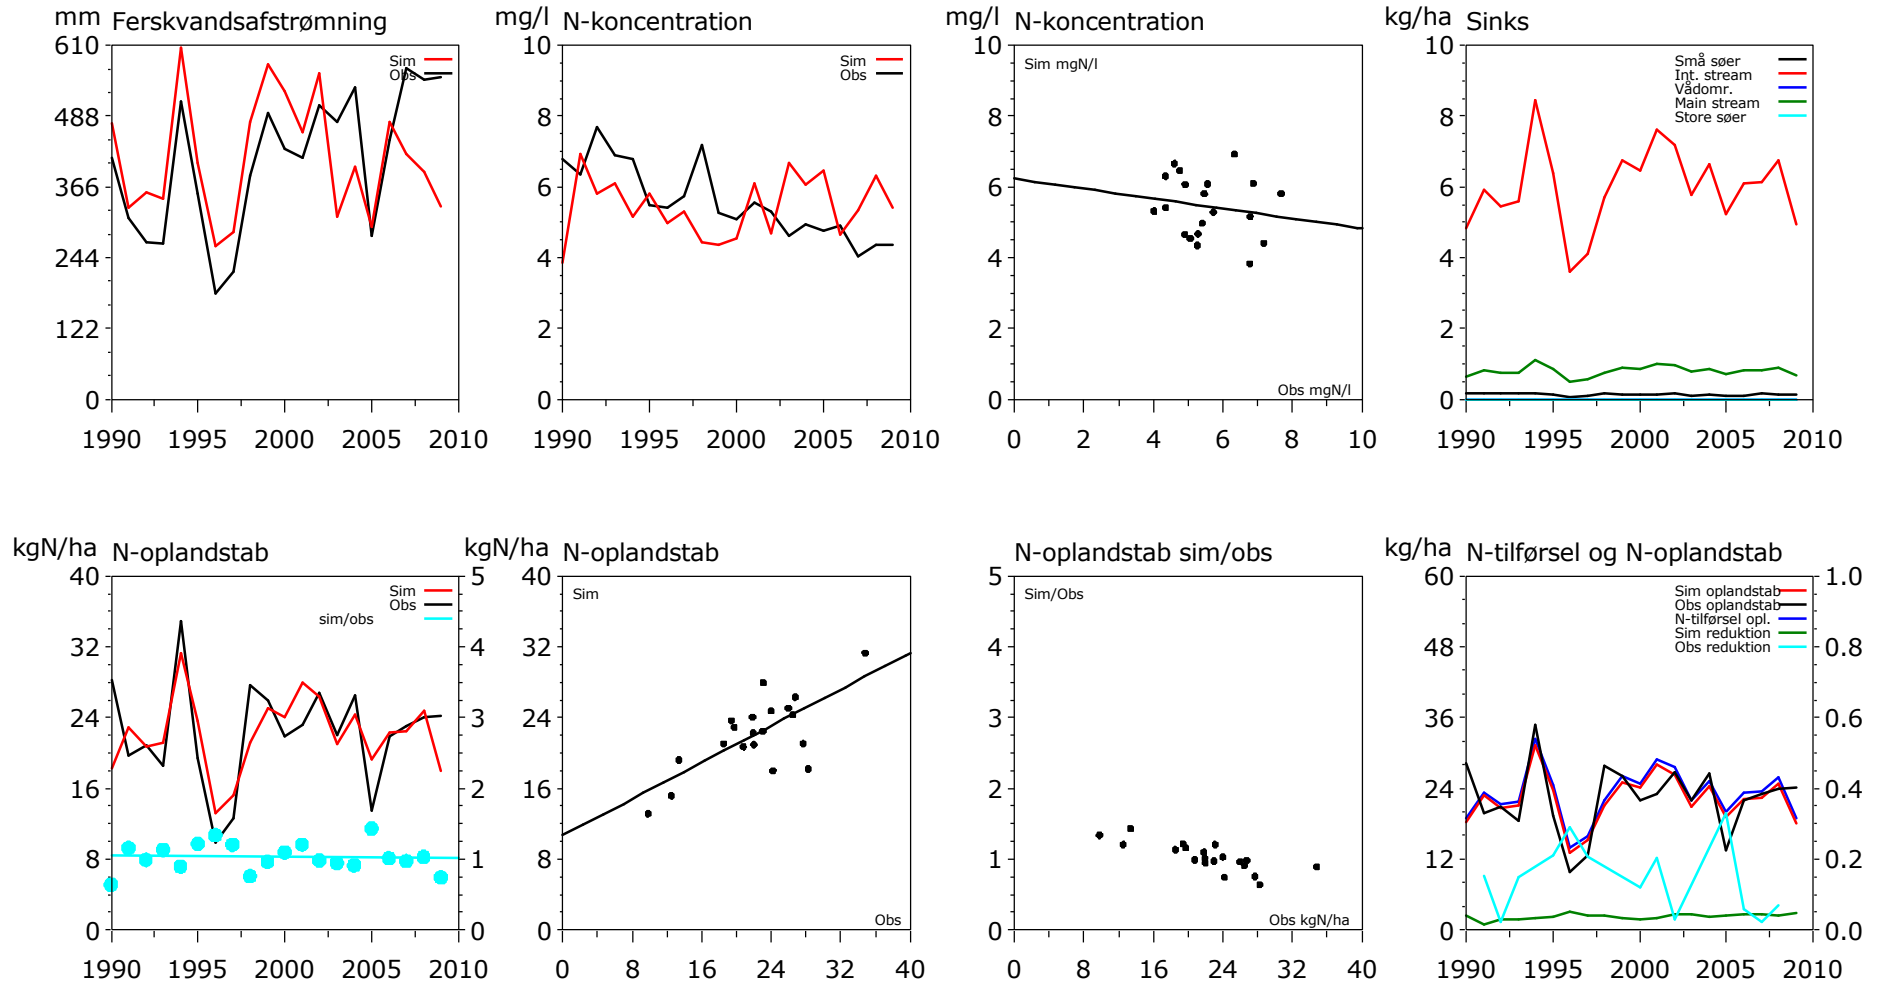 mm Ferskvandsafstrømning
610
488
366
244
122
0
1990 1995 2000 2005 2010
Sim
Obs
mg/l N-koncentration
10
8
6
4
2
0
1990 1995 2000 2005 2010
Sim
Obs
mg/l N-koncentration
10
8
6
4
2
0
0 4 6 8 10
Sim mgN/l
Obs mgN/l
kg/ha Sinks
10
8
6
4
2
0
1990 1995 2000 2005 2010
Små søer
Int. stream
Vådomr.
Main stream
Store søer
kgN/ha N-oplandstab
40
32
24
16
8
0
5
4
3
2
1
0
1990 1995 2000 2005 2010
Sim
Obs
sim/obs
kgN/ha N-oplandstab
40
32
24
16
8
0
0 8 16 24 32 40
Sim
Obs
N-oplandstab sim/obs
5
4
3
2
1
0
0 8 16 24 32 40
Sim/Obs
Obs kgN/ha
kg/ha N-tilførsel og N-oplandstab
60
48
36
24
12
0
1.0
0.8
0.6
0.4
0.2
0.0
1990 1995 2000 2005 2010
Sim oplandstab
Obs oplandstab
N-tilførsel opl.
Sim reduktion
Obs reduktion